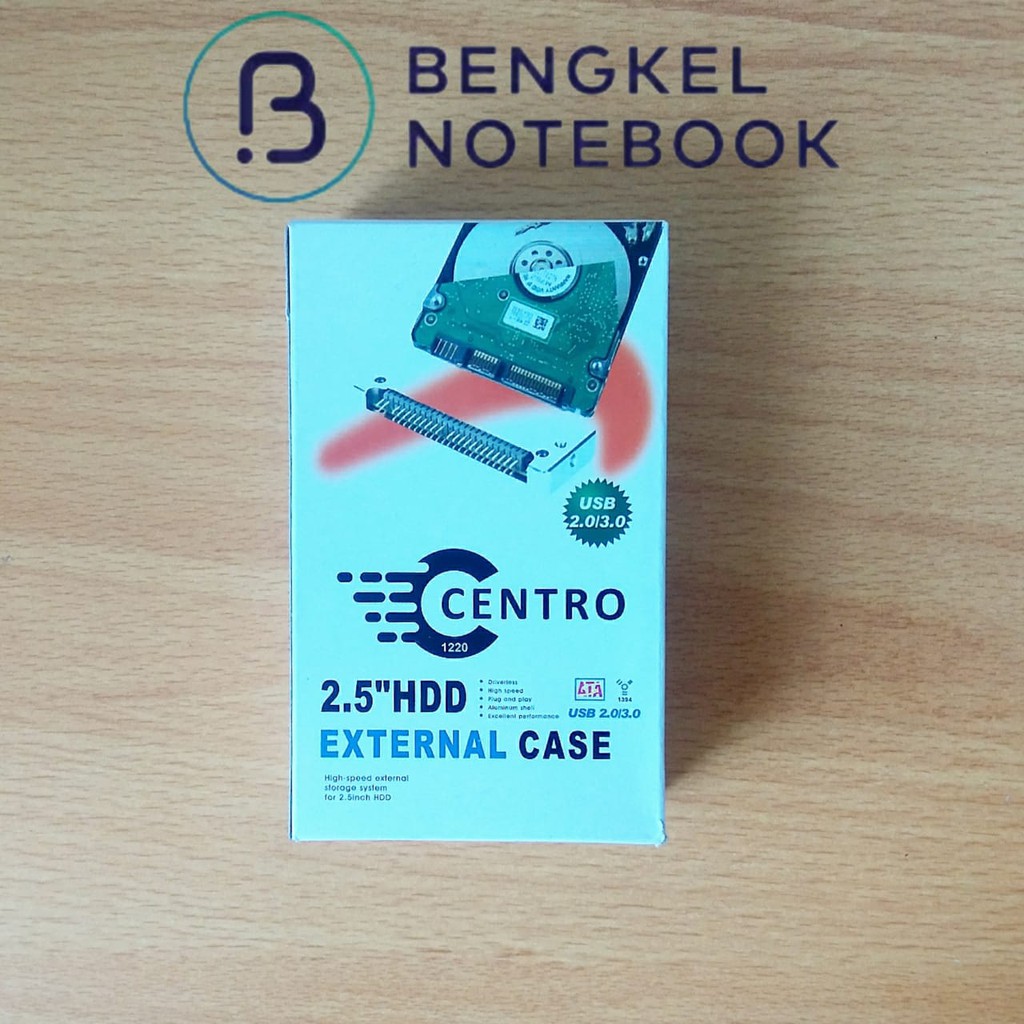 BENGKEL
NOTEBOOK
USB
2.0/3.0
CENTRO
1220
2.5"HDD
• Driverless
• High speed
• Plug and play
• Aluminum shell
• Excellent performance
ATA
1394
USB 2.0/3.0
EXTERNAL CASE
High-speed external
storage system
for 2.5inch HDD